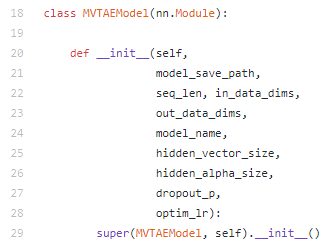 18 class MVTAEModel(nn.Module):
19
20     def __init__(self,
21                  model_save_path,
22                  seq_len, in_data_dims,
23                  out_data_dims,
24                  model_name,
25                  hidden_vector_size,
26                  hidden_alpha_size,
27                  dropout_p,
28                  optim_lr):
29         super(MVTAEModel, self).__init__()